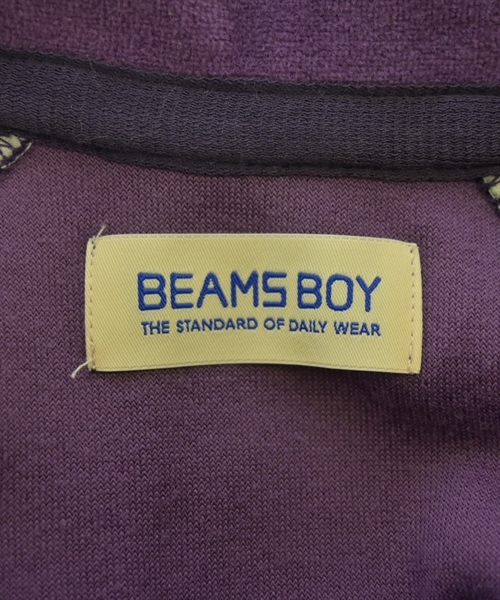 BEAMS BOY
THE STANDARD OF DAILY WEAR